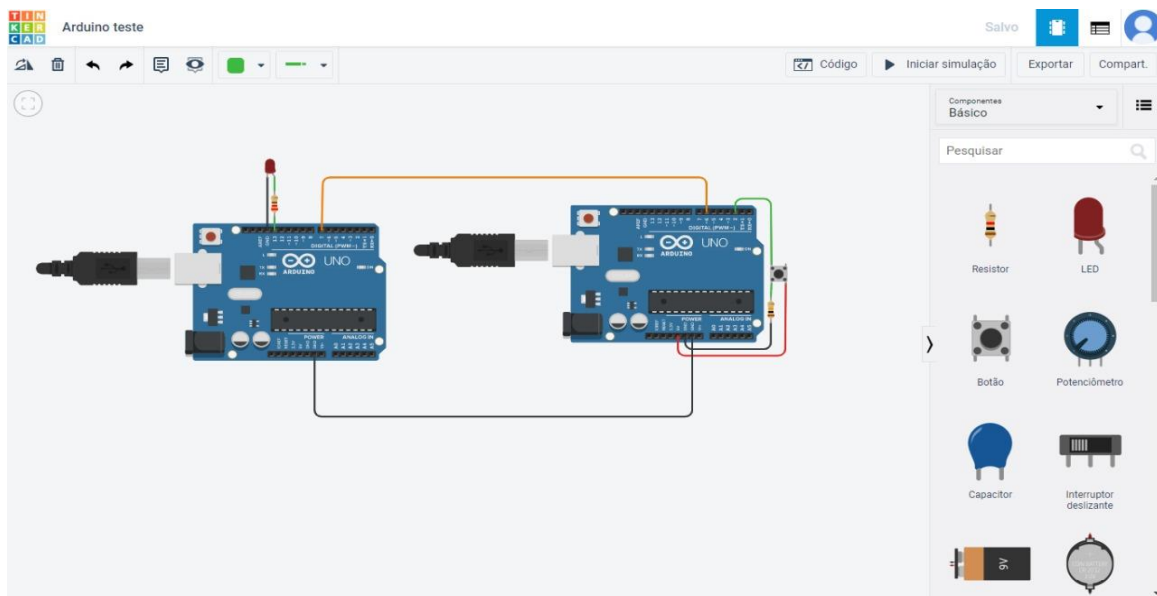 TIN
KER
CAD
Arduino teste
Salvo
Código
Iniciar simulação
Exportar
Compart.
Componentes
Básico
Pesquisar
Resistor
LED
Botão
Potenciômetro
Capacitor
Interruptor
deslizante
9V
DIGITAL (PWM~)
UNO
ARDUINO
POWER
ANALOG IN
DIGITAL (PWM~)
UNO
ARDUINO
POWER
ANALOG IN